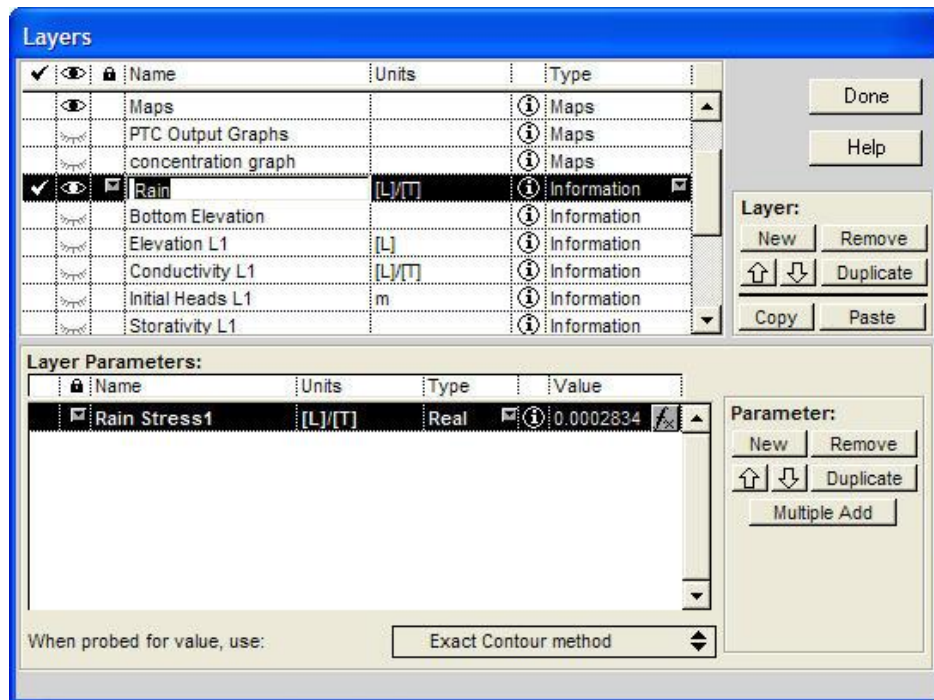 Layers
Name Units Type
Maps Maps
PTC Output Graphs Maps
concentration graph Maps
Rain [L]/[T] Information
Bottom Elevation Information
Elevation L1 [L] Information
Conductivity L1 [L]/[T] Information
Initial Heads L1 m Information
Storativity L1 Information
Done
Help
Layer:
New Remove
Duplicate
Copy Paste
Layer Parameters:
Name Units Type Value
Rain Stress1 [L]/[T] Real 0.0002834 fx
Parameter:
New Remove
Duplicate
Multiple Add
When probed for value, use: Exact Contour method